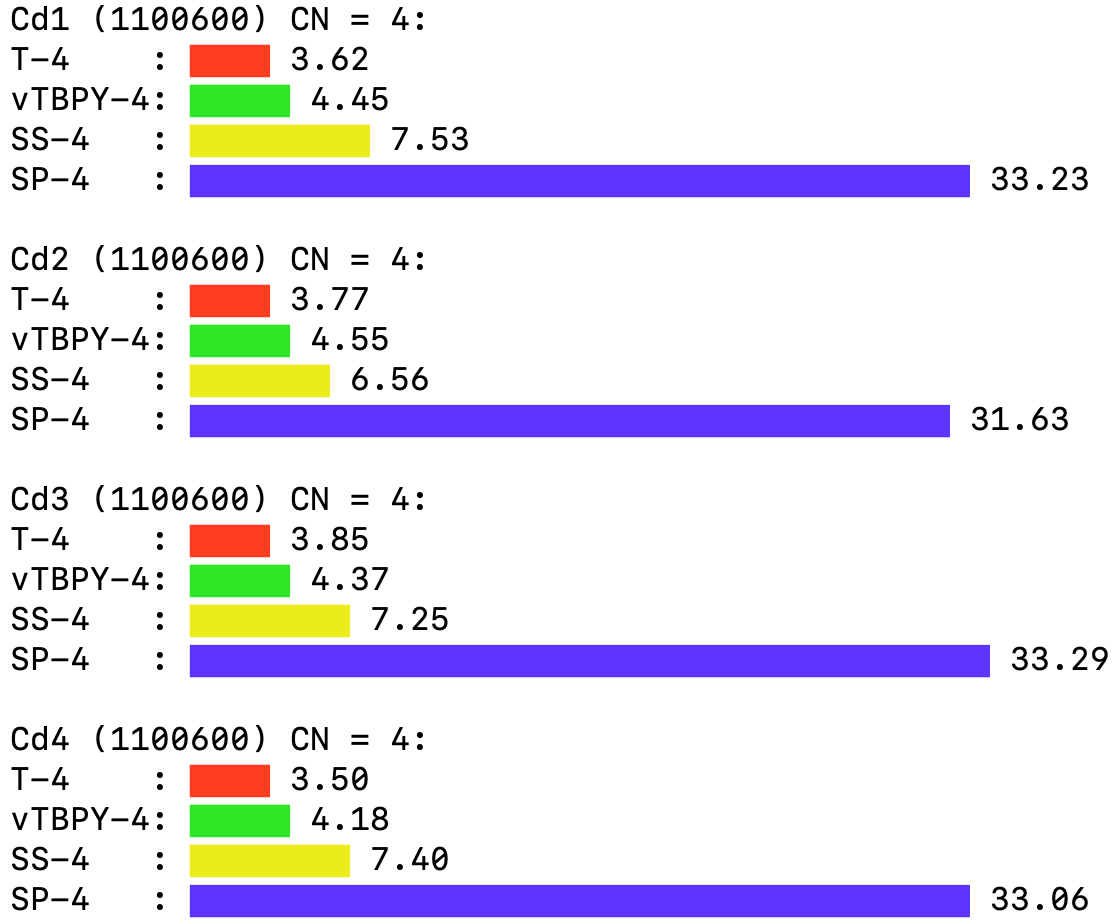 Cd1 (1100600) CN = 4:
T-4    : 3.62
vTBPY-4: 4.45
SS-4   : 7.53
SP-4   : 33.23
Cd2 (1100600) CN = 4:
T-4    : 3.77
vTBPY-4: 4.55
SS-4   : 6.56
SP-4   : 31.63
Cd3 (1100600) CN = 4:
T-4    : 3.85
vTBPY-4: 4.37
SS-4   : 7.25
SP-4   : 33.29
Cd4 (1100600) CN = 4:
T-4    : 3.50
vTBPY-4: 4.18
SS-4   : 7.40
SP-4   : 33.06